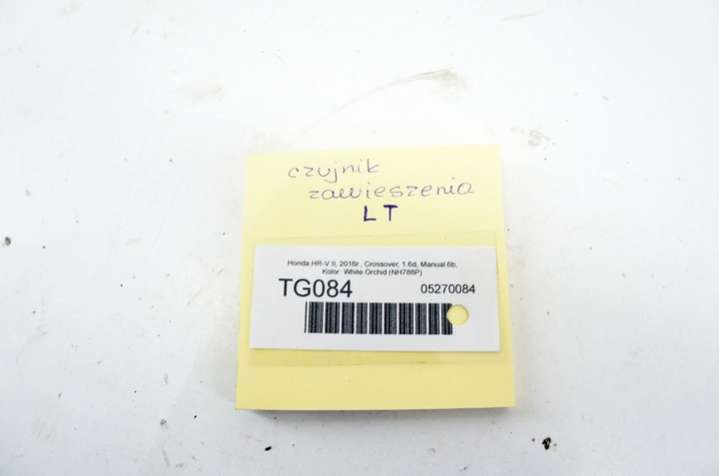 czujnik
zawieszenia
LT
Honda HR-V II, 2016r., Crossover, 1.6d, Manual 6b,
Kolor: White Orchid (NH788P)
TG084 05270084